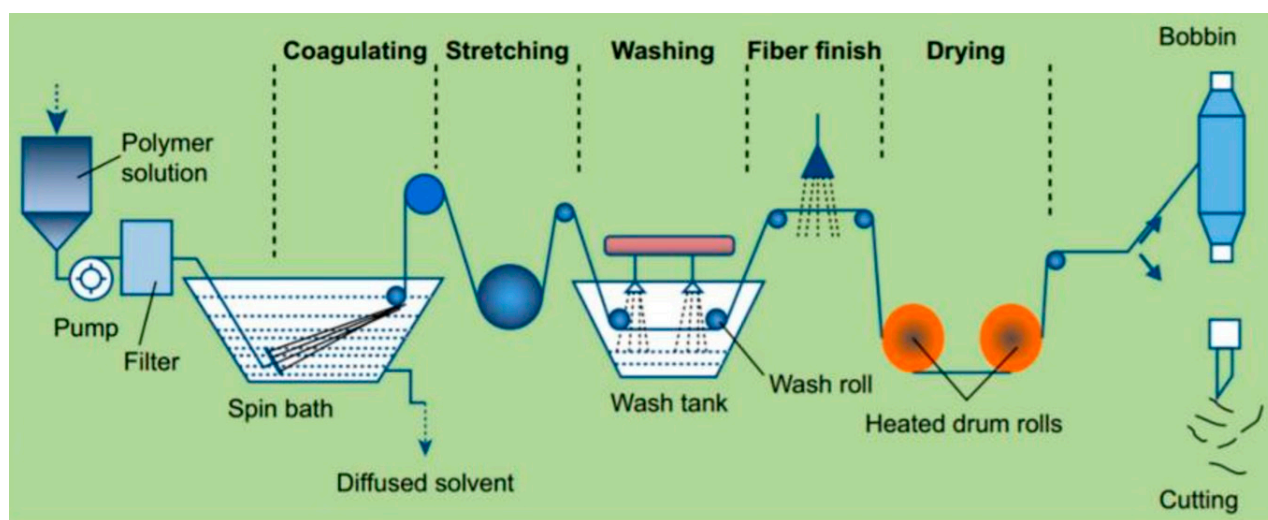 Coagulating
Stretching
Washing
Fiber finish
Drying
Bobbin
Polymer
solution
Pump
Filter
Spin bath
Diffused solvent
Wash tank
Wash roll
Heated drum rolls
Cutting